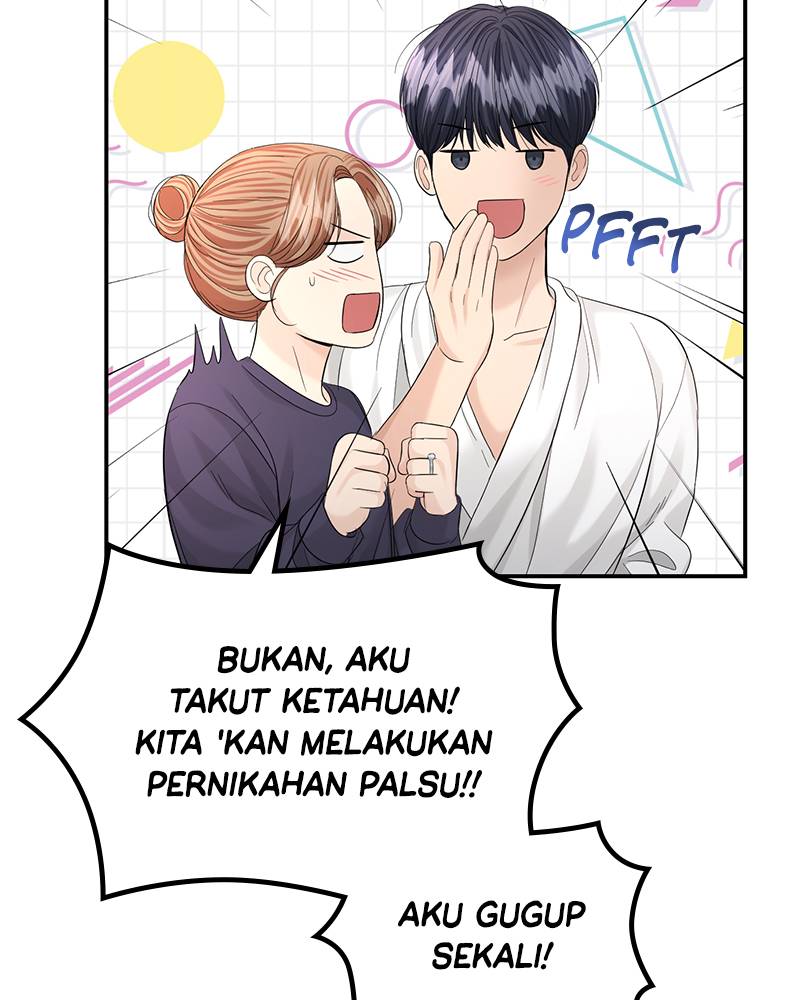 PFFT
BUKAN, AKU
TAKUT KETAHUAN!
KITA 'KAN MELAKUKAN
PERNIKAHAN PALSU!!
AKU GUGUP
SEKALI!